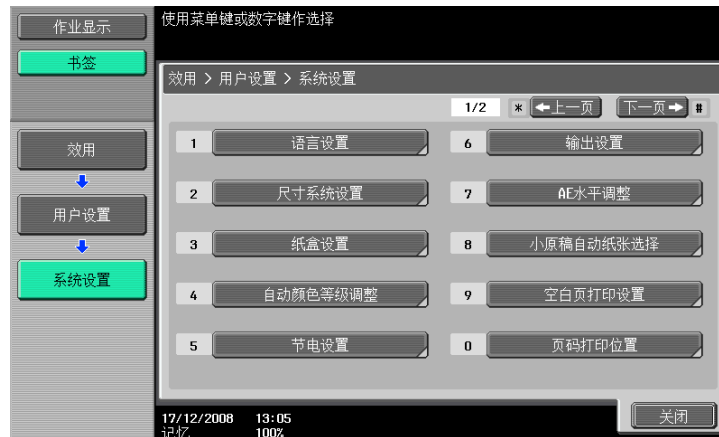 作业显示
书签
效用
用户设置
系统设置
使用菜单键或数字键作选择
效用 > 用户设置 > 系统设置
1/2 * ←上一页 下一页→ #
1 语言设置 6 输出设置
2 尺寸系统设置 7 AE水平调整
3 纸盒设置 8 小原稿自动纸张选择
4 自动颜色等级调整 9 空白页打印设置
5 节电设置 0 页码打印位置
17/12/2008 13:05
记忆 100%
关闭